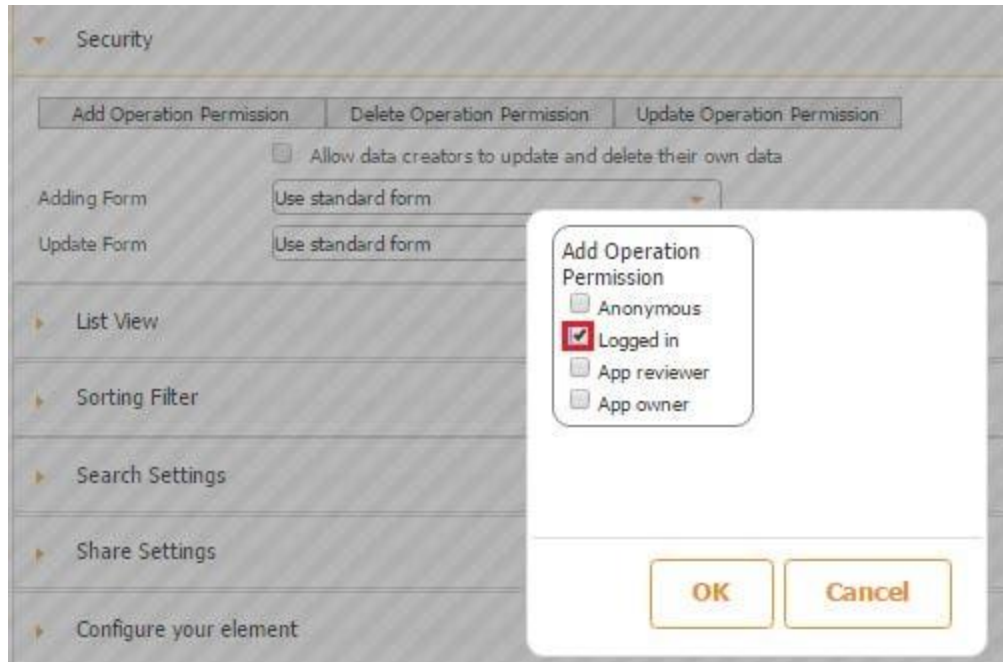 Security
Add Operation Permission Delete Operation Permission Update Operation Permission
Allow data creators to update and delete their own data
Adding Form Use standard form
Update Form Use standard form
Add Operation
Permission
Anonymous
Logged in
App reviewer
App owner
List View
Sorting Filter
Search Settings
Share Settings
Configure your element
OK Cancel